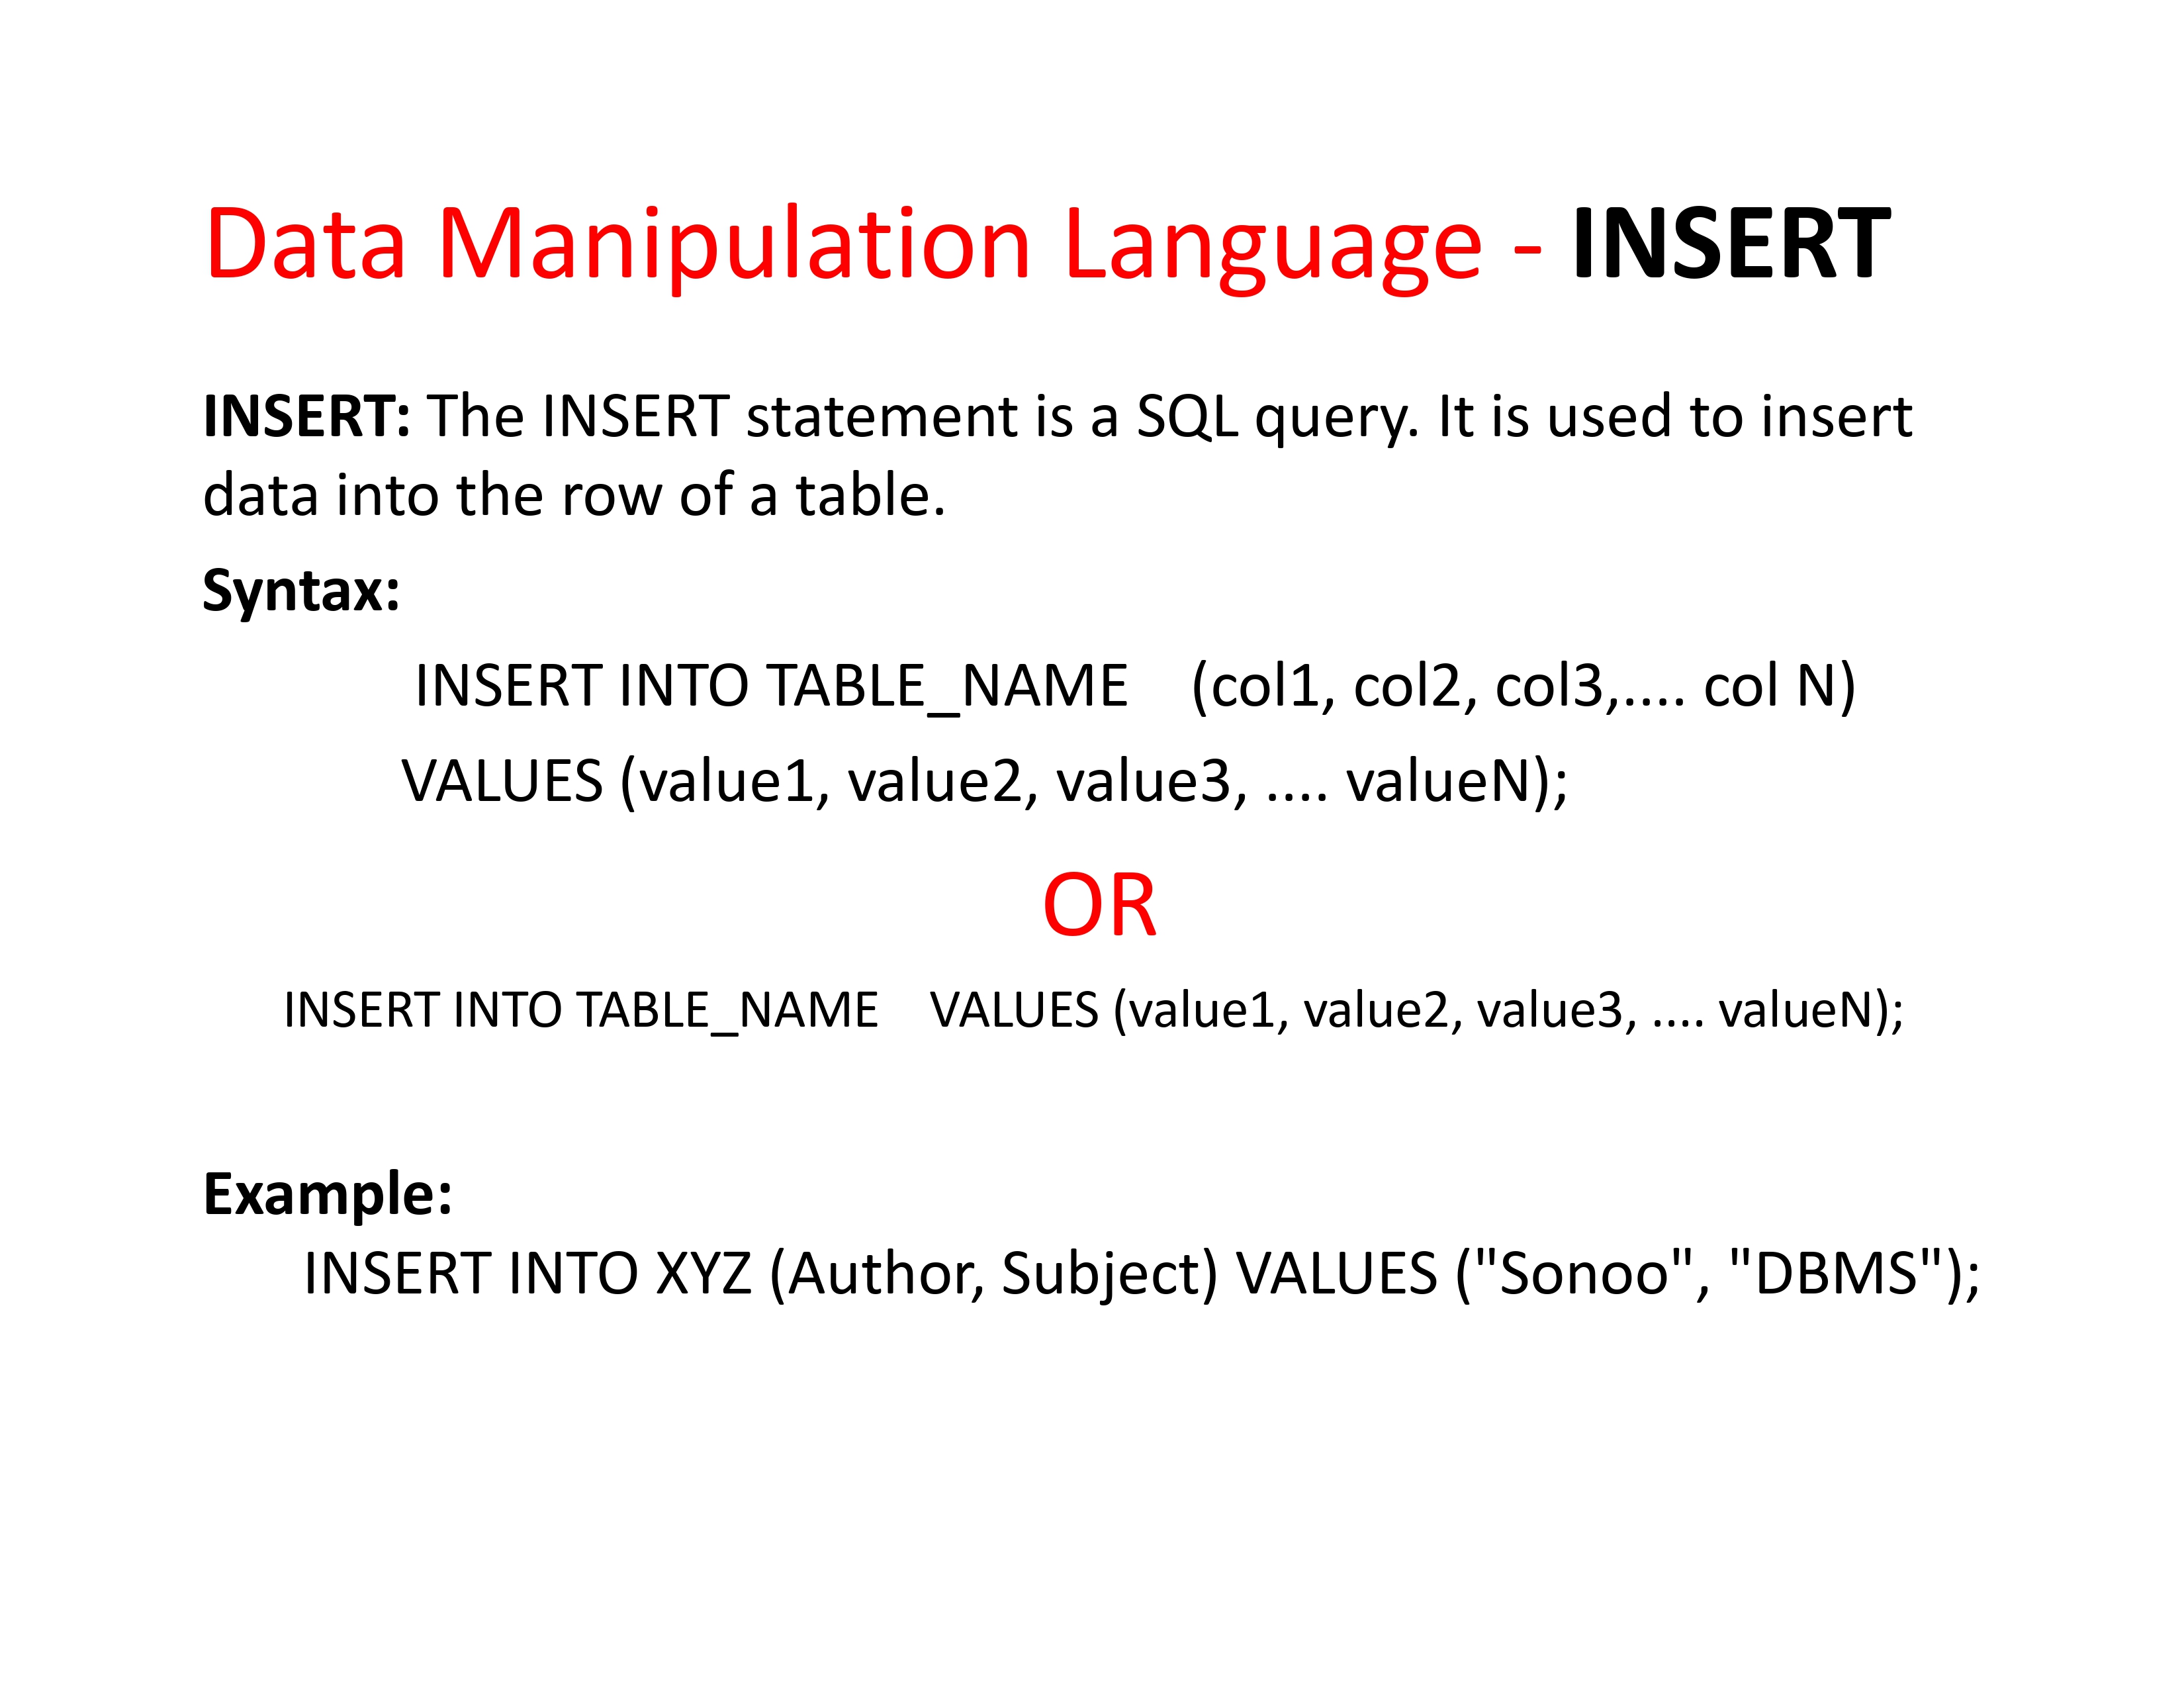 Data Manipulation Language - INSERT
INSERT: The INSERT statement is a SQL query. It is used to insert
data into the row of a table.
Syntax:
INSERT INTO TABLE_NAME (col1, col2, col3,.... col N)
VALUES (value1, value2, value3, .... valueN);
OR
INSERT INTO TABLE_NAME VALUES (value1, value2, value3, .... valueN);
Example:
INSERT INTO XYZ (Author, Subject) VALUES ("Sonoo", "DBMS");